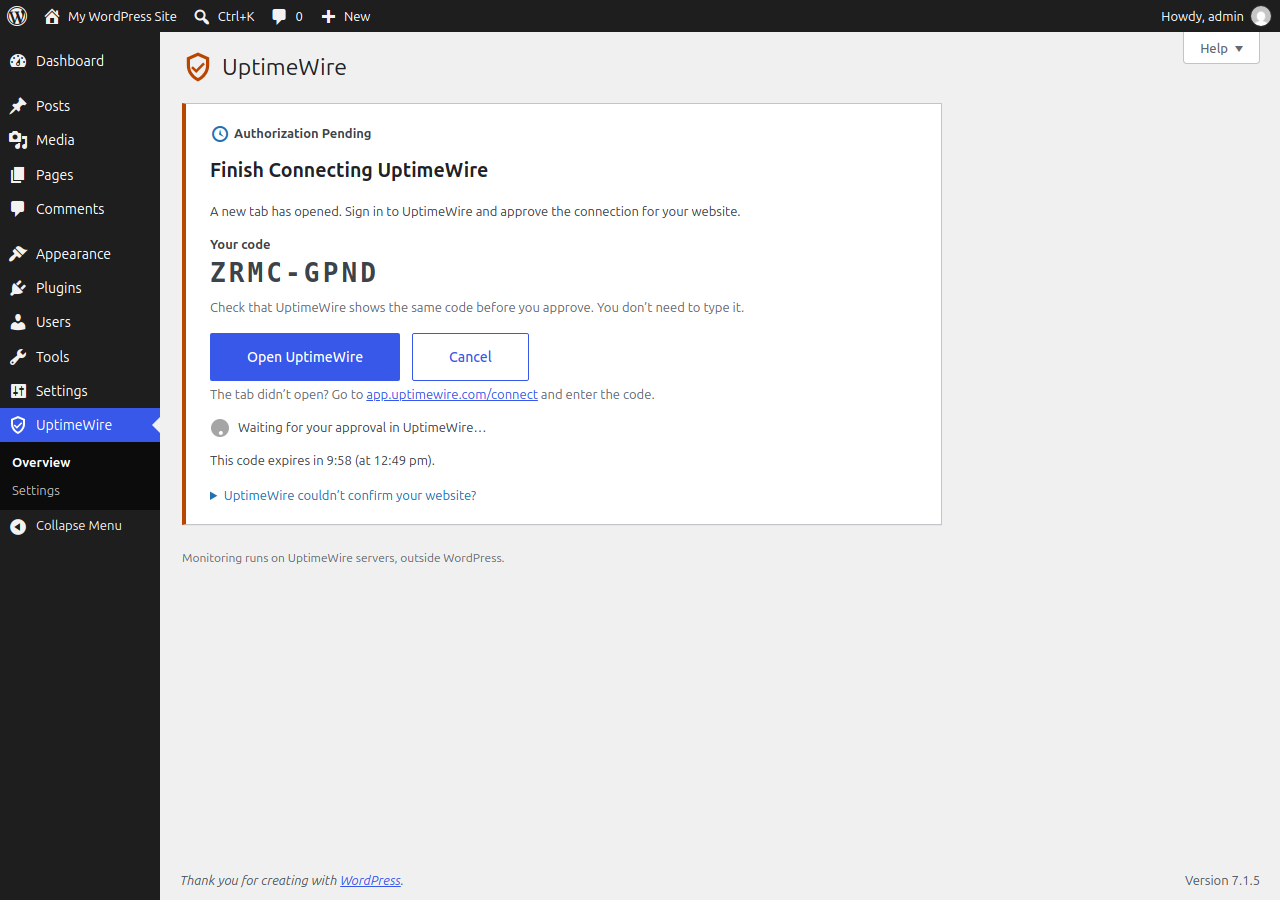 My WordPress Site
Ctrl+K
0
New
Howdy, admin
Help
Dashboard
Posts
Media
Pages
Comments
Appearance
Plugins
Users
Tools
Settings
UptimeWire
Overview
Settings
Collapse Menu
UptimeWire
Authorization Pending
Finish Connecting UptimeWire
A new tab has opened. Sign in to UptimeWire and approve the connection for your website.
Your code
ZRMC-GPND
Check that UptimeWire shows the same code before you approve. You don’t need to type it.
Open UptimeWire
Cancel
The tab didn’t open? Go to app.uptimewire.com/connect and enter the code.
Waiting for your approval in UptimeWire…
This code expires in 9:58 (at 12:49 pm).
UptimeWire couldn’t confirm your website?
Monitoring runs on UptimeWire servers, outside WordPress.
Thank you for creating with WordPress.
Version 7.1.5